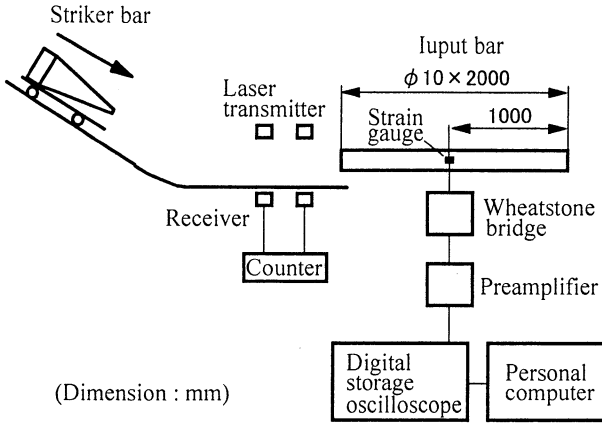 Striker bar
Iuput bar
ϕ10×2000
Laser
transmitter
Strain
gauge
1000
Receiver
Wheatstone
bridge
Counter
Preamplifier
Digital
storage
oscilloscope
Personal
computer
(Dimension : mm)